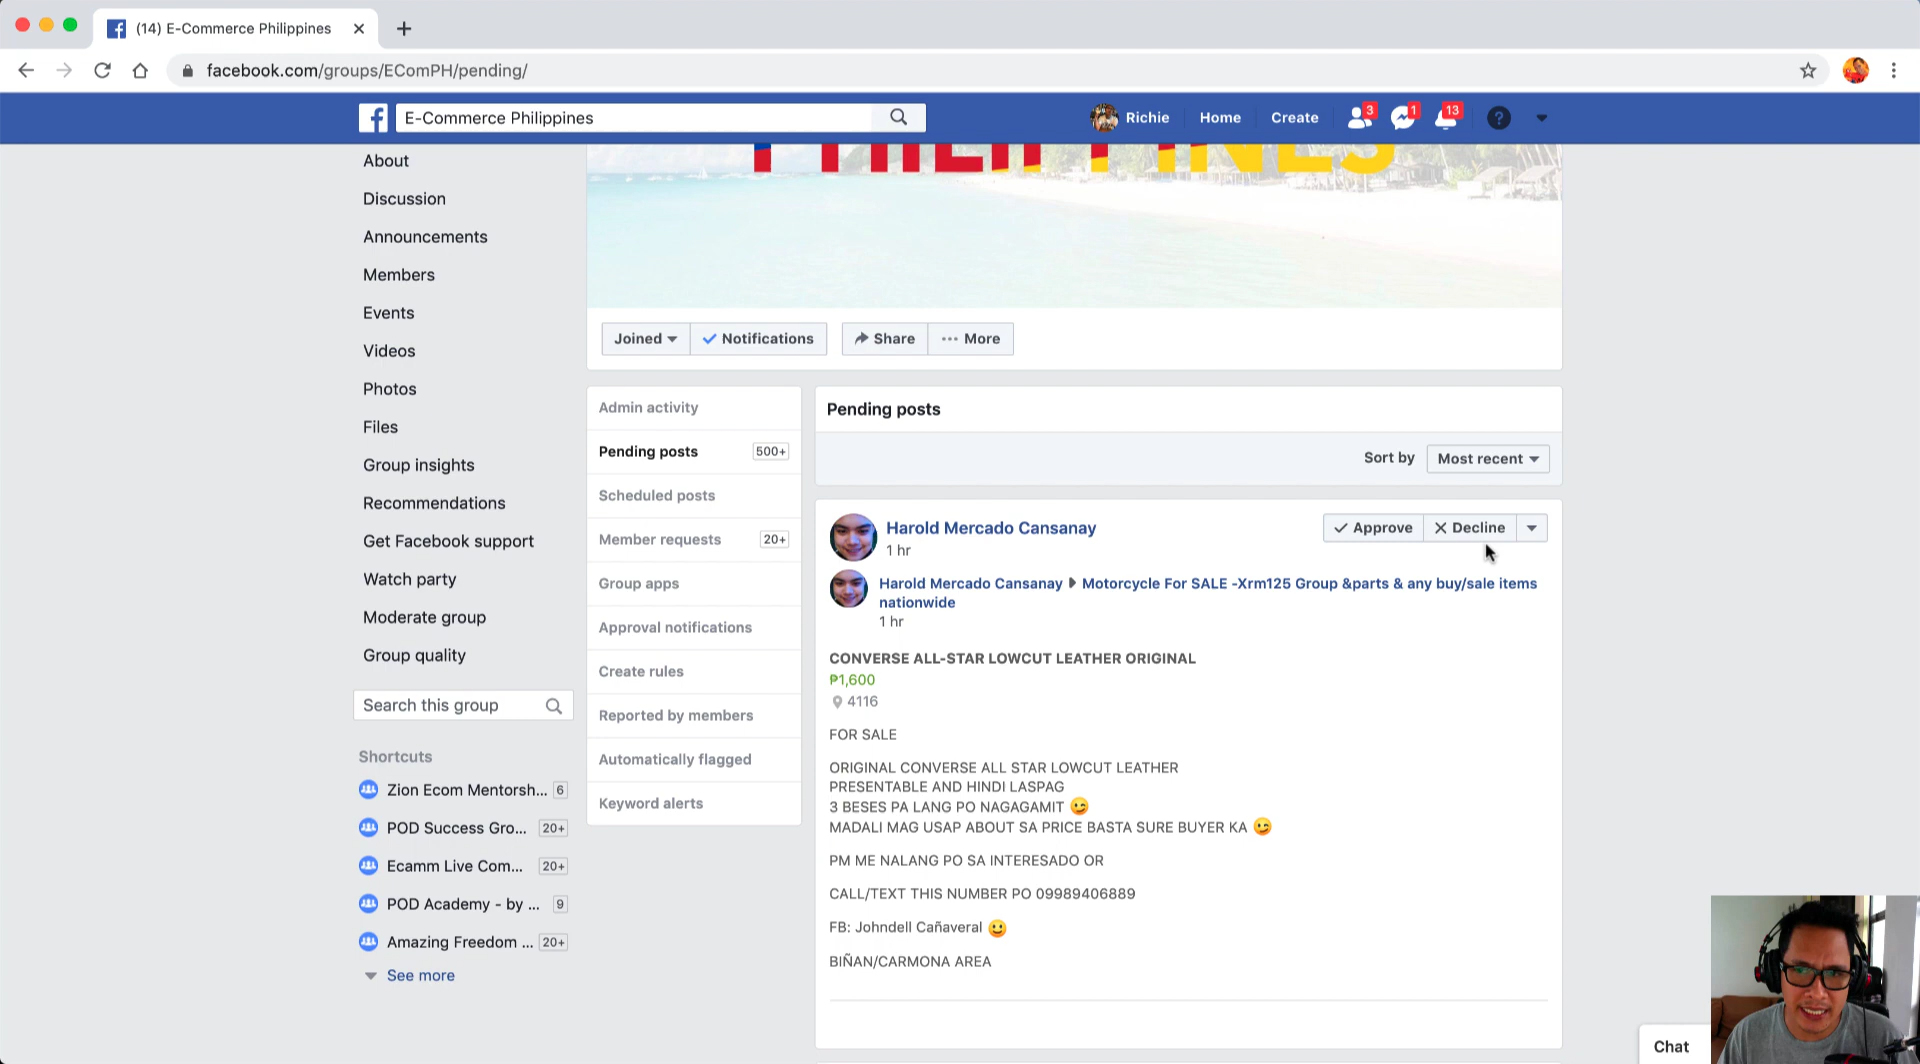 (14) E-Commerce Philippines
facebook.com/groups/EComPH/pending/
E-Commerce Philippines
Richie
Home
Create
3
1
13
PHILIPPINES
About
Discussion
Announcements
Members
Events
Videos
Photos
Files
Group insights
Recommendations
Get Facebook support
Watch party
Moderate group
Group quality
Search this group
Shortcuts
Zion Ecom Mentorsh... 6
POD Success Gro... 20+
Ecamm Live Com... 20+
POD Academy - by ... 9
Amazing Freedom ... 20+
See more
Joined
Notifications
Share
More
Admin activity
Pending posts 500+
Scheduled posts
Member requests 20+
Group apps
Approval notifications
Create rules
Reported by members
Automatically flagged
Keyword alerts
Pending posts
Sort by Most recent
Harold Mercado Cansanay
1 hr
Approve
Decline
Harold Mercado Cansanay Motorcycle For SALE -Xrm125 Group &parts & any buy/sale items
nationwide
1 hr
CONVERSE ALL-STAR LOWCUT LEATHER ORIGINAL
₱1,600
4116
FOR SALE
ORIGINAL CONVERSE ALL STAR LOWCUT LEATHER
PRESENTABLE AND HINDI LASPAG
3 BESES PA LANG PO NAGAGAMIT 😉
MADALI MAG USAP ABOUT SA PRICE BASTA SURE BUYER KA 😉
PM ME NALANG PO SA INTERESADO OR
CALL/TEXT THIS NUMBER PO 09989406889
FB: Johndell Cañaveral 😀
BIÑAN/CARMONA AREA
Chat